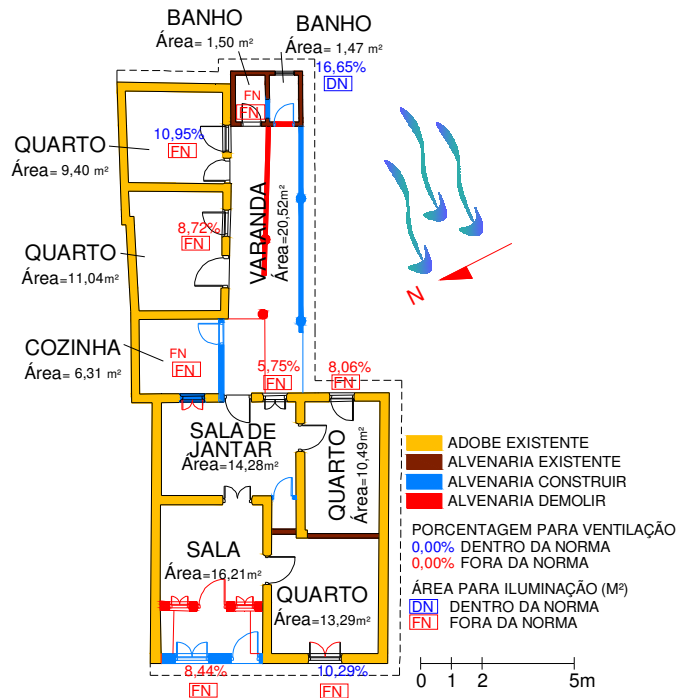 BANHO
Área= 1,50 m²
BANHO
Área= 1,47 m²
16,65%
DN
FN
FN
QUARTO
Área= 9,40 m²
10,95%
FN
QUARTO
Área=11,04m²
8,72%
FN
VARANDA
Área=20,52m²
N
COZINHA
Área= 6,31 m²
FN
FN
5,75%
FN
8,06%
FN
SALA DE
JANTAR
Área=14,28m²
QUARTO
Área=10,49m²
SALA
Área=16,21m²
QUARTO
Área=13,29m²
8,44%
FN
10,29%
FN
ADOBE EXISTENTE
ALVENARIA EXISTENTE
ALVENARIA CONSTRUIR
ALVENARIA DEMOLIR
PORCENTAGEM PARA VENTILAÇÃO
0,00% DENTRO DA NORMA
0,00% FORA DA NORMA
ÁREA PARA ILUMINAÇÃO (M²)
DN DENTRO DA NORMA
FN FORA DA NORMA
0 1 2 5m